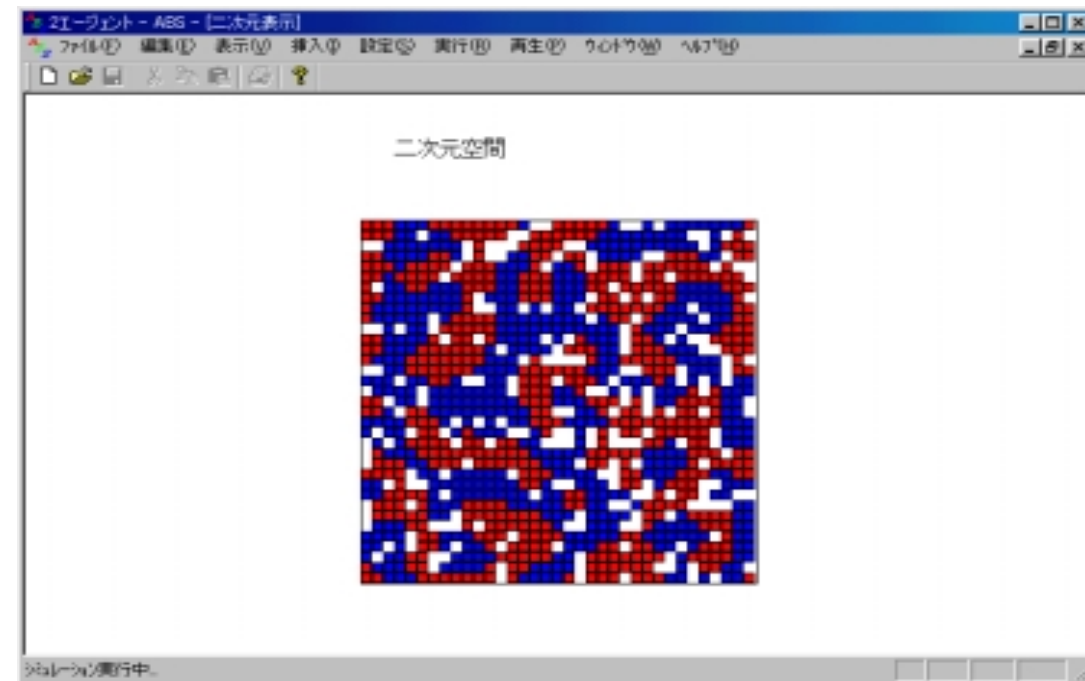 2エージェント - ABS - [二次元表示]
ファイル(F) 編集(E) 表示(V) 挿入(I) 設定(S) 実行(R) 再生(P) ウィンドウ(W) ヘルプ(H)
二次元空間
シミュレーション実行中...